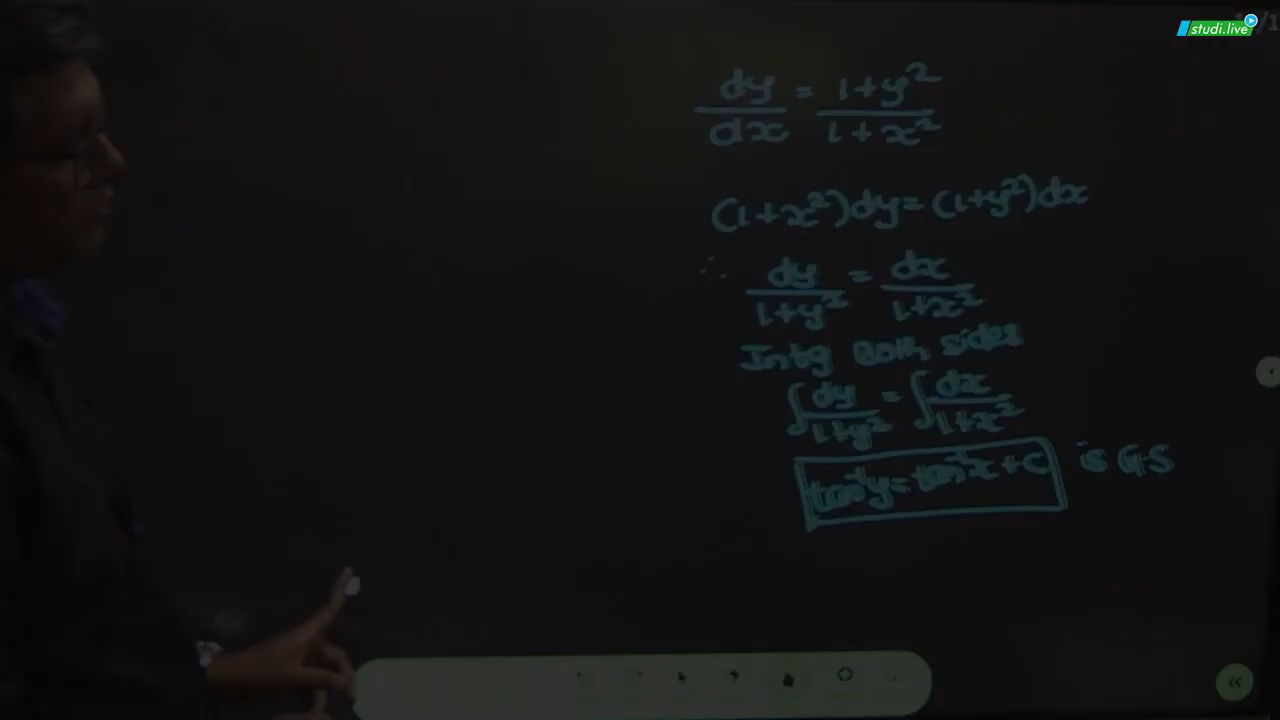 studi.live
dy/dx = 1+y²/1+x²
(1+x²)dy = (1+y²)dx
∴ dy/1+y² = dx/1+x²
Intg Both sides
∫dy/1+y² = ∫dx/1+x²
tan⁻¹y = tan⁻¹x + C is G.S